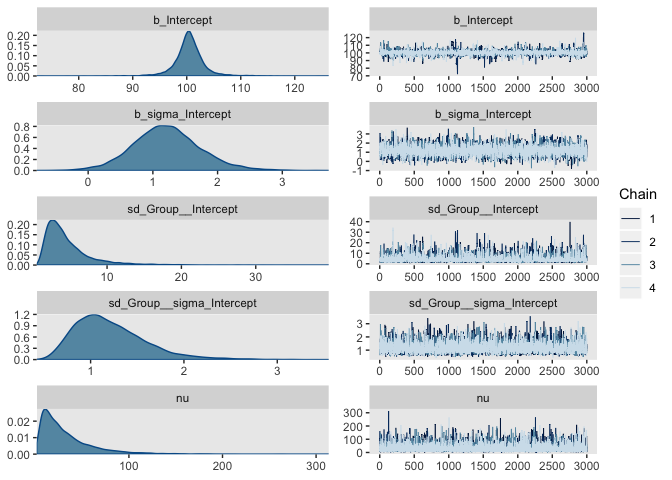 b_Intercept
b_Intercept
0.20
0.15
0.10
0.05
0.00
80 90 100 110 120
120
110
100
90
80
70
0 500 1000 1500 2000 2500 3000
b_sigma_Intercept
b_sigma_Intercept
0.8
0.6
0.4
0.2
0.0
0 1 2 3
3
2
1
0
-1
0 500 1000 1500 2000 2500 3000
sd_Group__Intercept
sd_Group__Intercept
0.20
0.15
0.10
0.05
0.00
10 20 30
40
30
20
10
0
0 500 1000 1500 2000 2500 3000
sd_Group__sigma_Intercept
sd_Group__sigma_Intercept
1.2
0.9
0.6
0.3
0.0
1 2 3
3
2
1
0 500 1000 1500 2000 2500 3000
nu
nu
0.02
0.01
0.00
100 200 300
300
200
100
0
0 500 1000 1500 2000 2500 3000
Chain
1
2
3
4